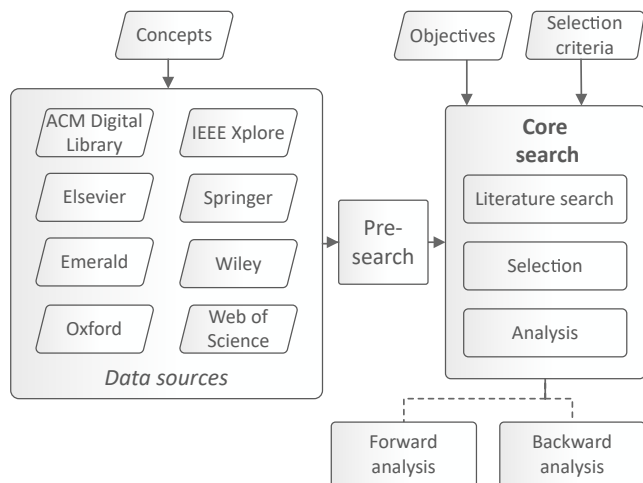 Concepts
Objectives
Selection
criteria
ACM Digital
Library
IEEE Xplore
Elsevier
Springer
Emerald
Wiley
Oxford
Web of
Science
Data sources
Pre-
search
Core
search
Literature search
Selection
Analysis
Forward
analysis
Backward
analysis